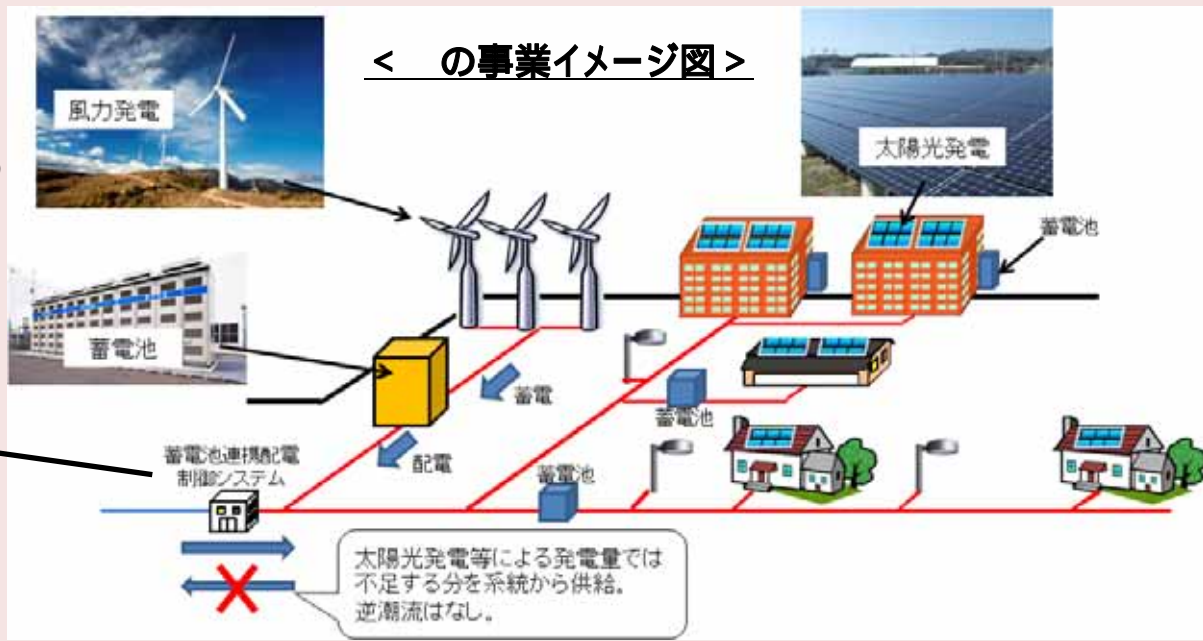 < の事業イメージ図>
風力発電
太陽光発電
蓄電池
蓄電池
蓄電
蓄電池
配電
蓄電池
蓄電池連携配電
制御システム
太陽光発電等による発電量では
不足する分を系統から供給。
逆潮流はなし。